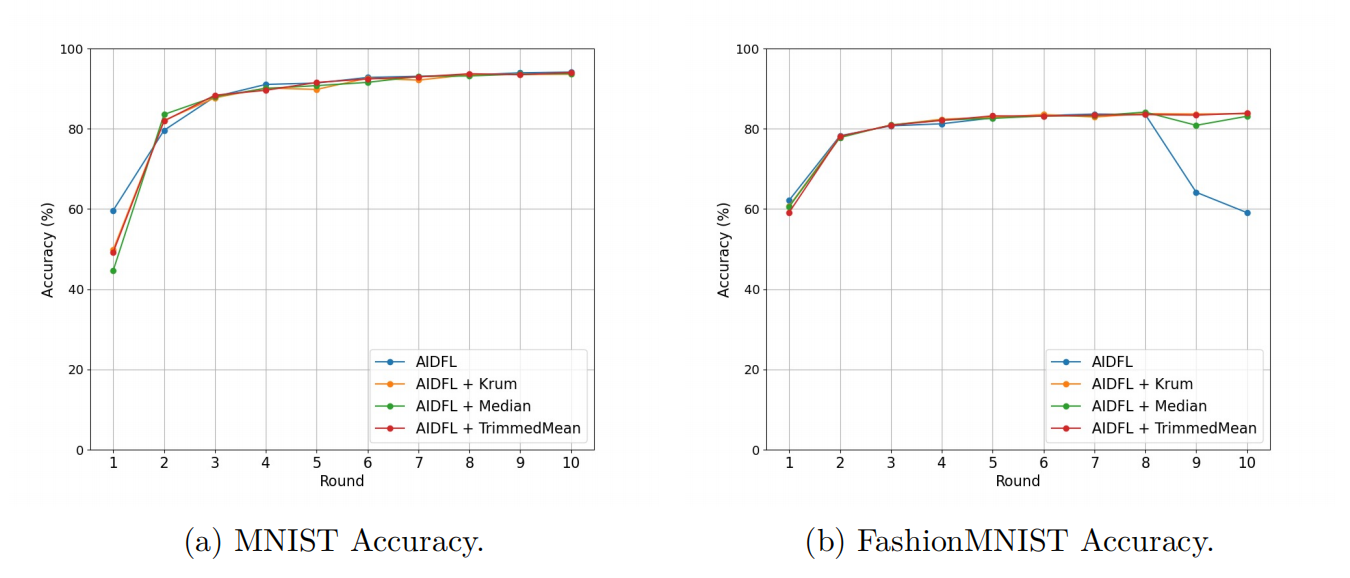 100
80
60
40
20
0
Accuracy (%)
1 2 3 4 5 6 7 8 9 10
Round
AIDFL
AIDFL + Krum
AIDFL + Median
AIDFL + TrimmedMean
(a) MNIST Accuracy.
100
80
60
40
20
0
Accuracy (%)
1 2 3 4 5 6 7 8 9 10
Round
AIDFL
AIDFL + Krum
AIDFL + Median
AIDFL + TrimmedMean
(b) FashionMNIST Accuracy.